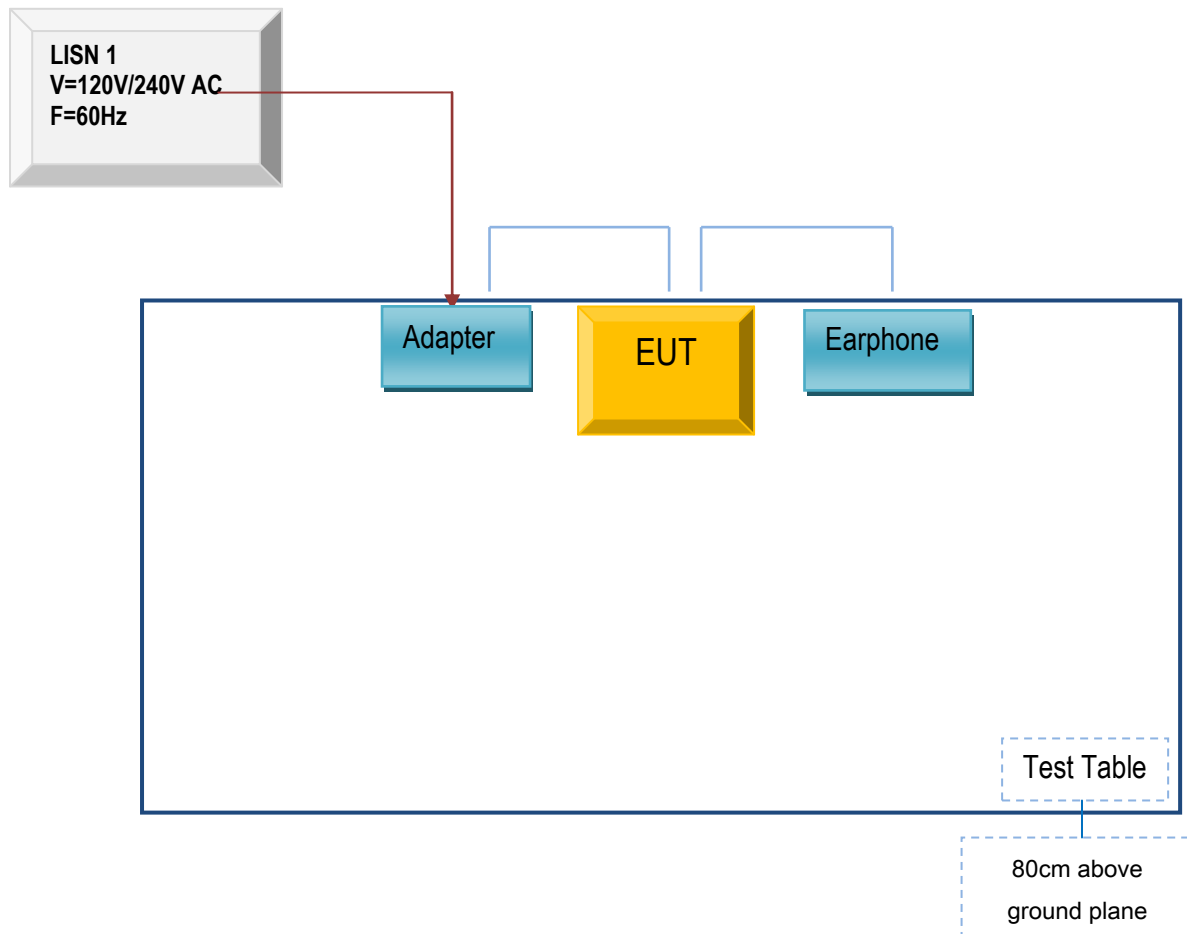 LISN 1
V=120V/240V AC
F=60Hz
Adapter
EUT
Earphone
Test Table
80cm above
ground plane